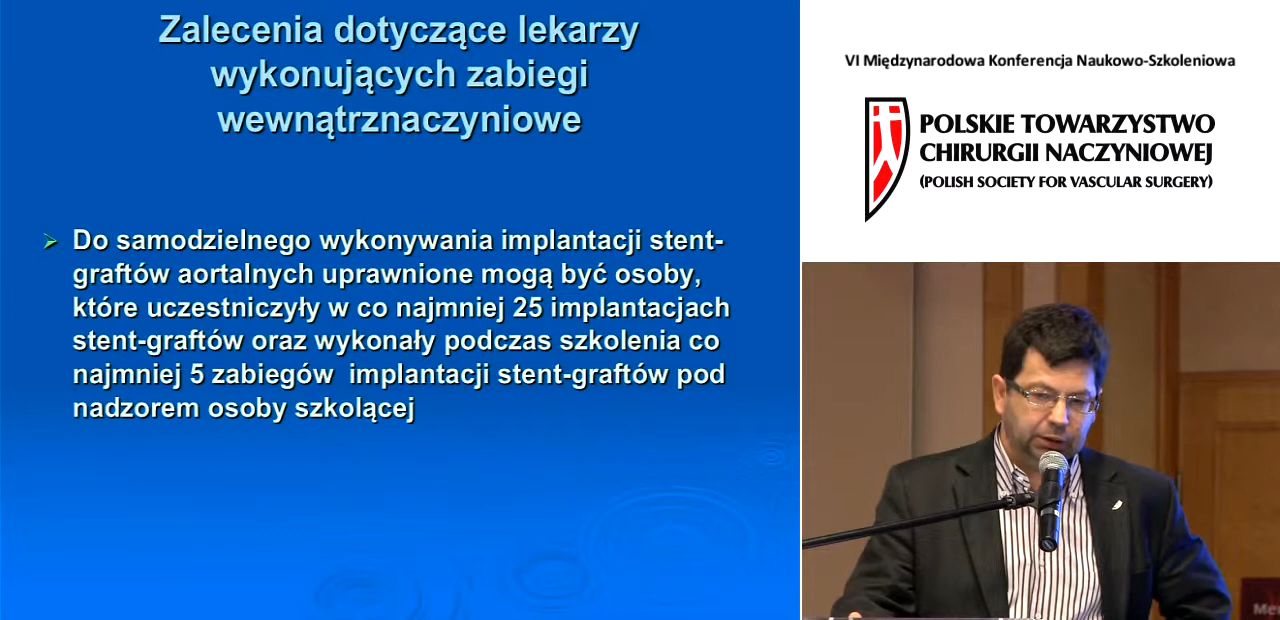 Zalecenia dotyczące lekarzy
wykonujących zabiegi
wewnątrznaczyniowe
Do samodzielnego wykonywania implantacji stent-
graftów aortalnych uprawnione mogą być osoby,
które uczestniczyły w co najmniej 25 implantacjach
stent-graftów oraz wykonały podczas szkolenia co
najmniej 5 zabiegów implantacji stent-graftów pod
nadzorem osoby szkolącej
VI Międzynarodowa Konferencja Naukowo-Szkoleniowa
POLSKIE TOWARZYSTWO
CHIRURGII NACZYNIOWEJ
(POLISH SOCIETY FOR VASCULAR SURGERY)